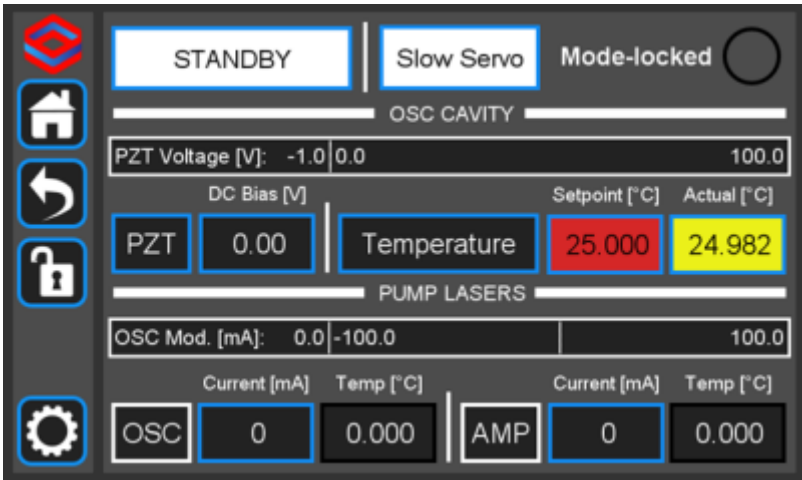 STANDBY Slow Servo Mode-locked
OSC CAVITY
PZT Voltage [V]: -1.0 0.0 100.0
DC Bias [V] Setpoint [°C] Actual [°C]
PZT 0.00 Temperature 25.000 24.982
PUMP LASERS
OSC Mod. [mA]: 0.0 -100.0 100.0
Current [mA] Temp [°C] Current [mA] Temp [°C]
OSC 0 0.000 AMP 0 0.000